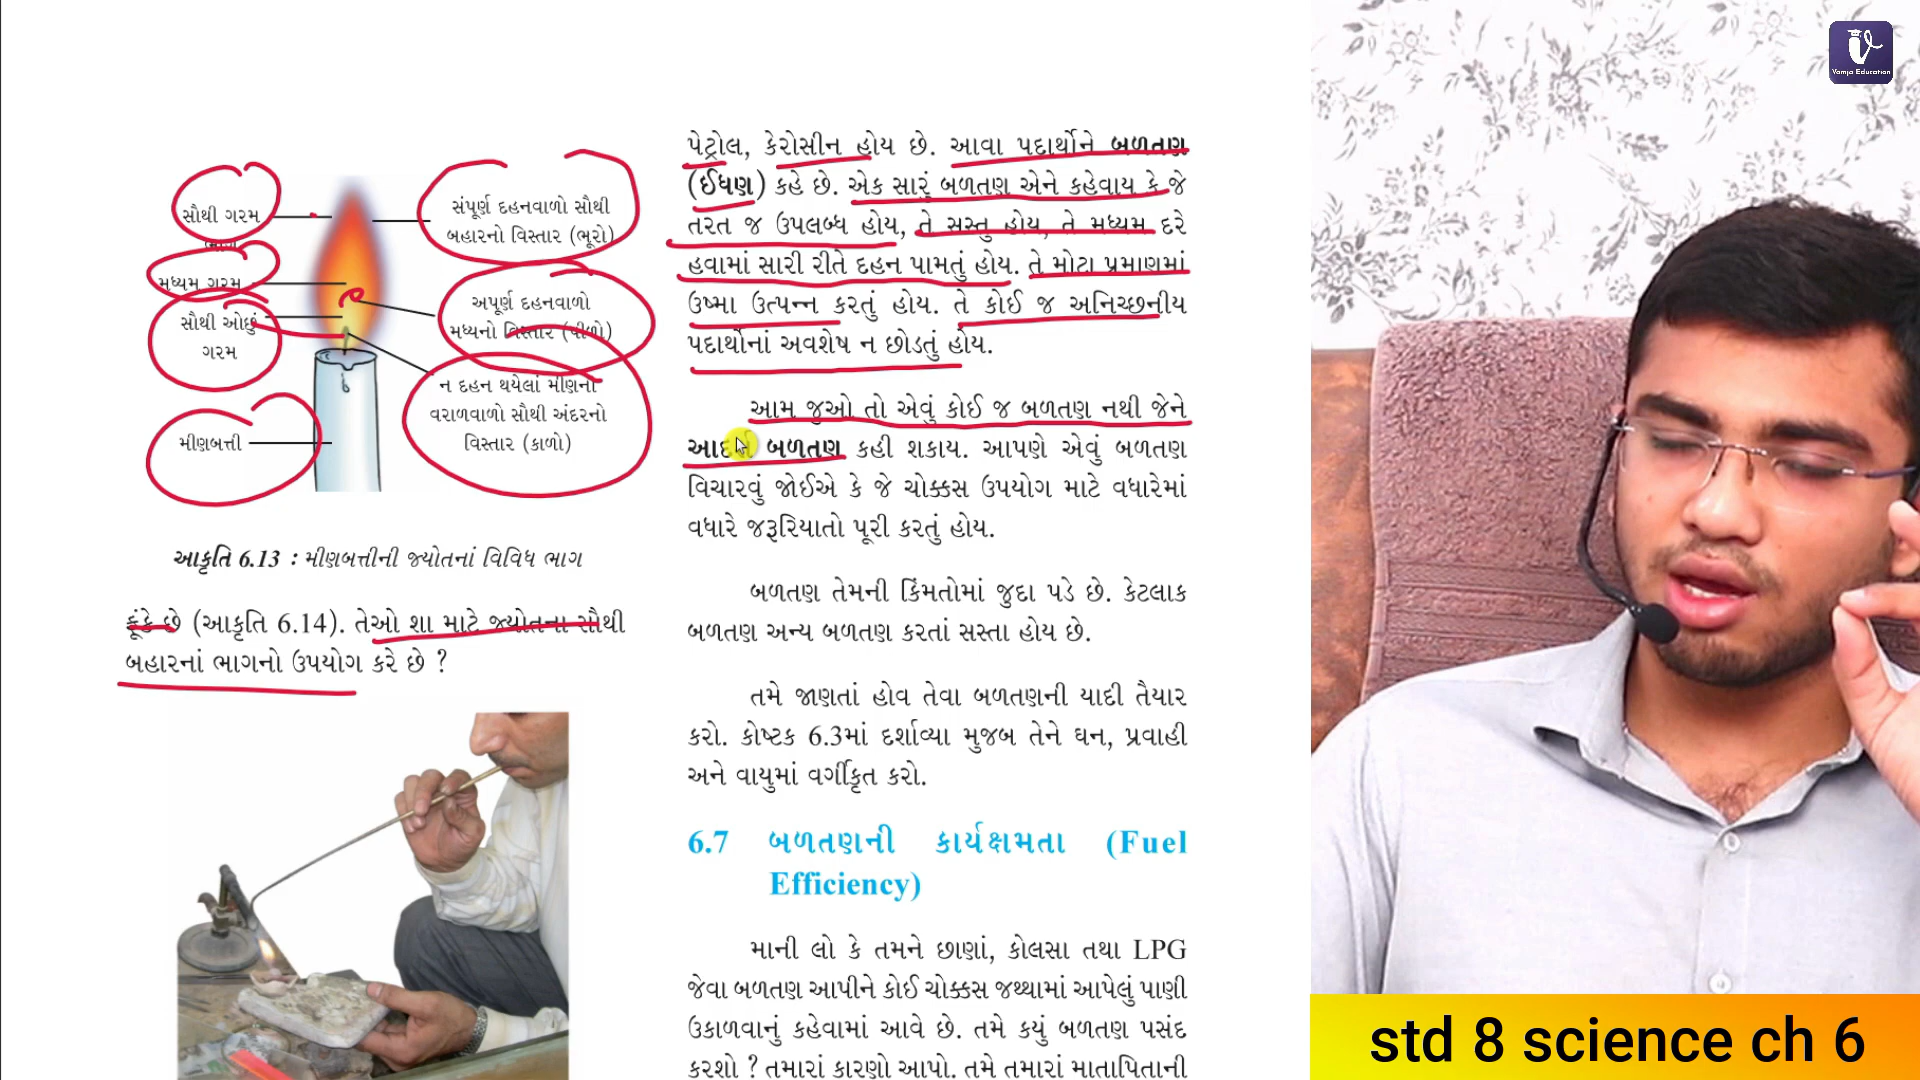 સૌથી ગરમ
ભાગ
મધ્યમ ગરમ
સૌથી ઓછું
ગરમ
મીણબત્તી
સંપૂર્ણ દહનવાળો સૌથી
બહારનો વિસ્તાર (ભૂરો)
અપૂર્ણ દહનવાળો
મધ્યનો વિસ્તાર (પીળો)
ન દહન થયેલાં મીણની
વરાળવાળો સૌથી અંદરનો
વિસ્તાર (કાળો)
આકૃતિ 6.13 : મીણબત્તીની જ્યોતનાં વિવિધ ભાગ
ફૂંકે છે (આકૃતિ 6.14). તેઓ શા માટે જ્યોતના સૌથી
બહારનાં ભાગનો ઉપયોગ કરે છે ?
પેટ્રોલ, કેરોસીન હોય છે. આવા પદાર્થોને બળતણ
(ઈંધણ) કહે છે. એક સારું બળતણ એને કહેવાય કે જે
તરત જ ઉપલબ્ધ હોય, તે સસ્તુ હોય, તે મધ્યમ દરે
હવામાં સારી રીતે દહન પામતું હોય. તે મોટા પ્રમાણમાં
ઉષ્મા ઉત્પન્ન કરતું હોય. તે કોઈ જ અનિચ્છનીય
પદાર્થોનાં અવશેષ ન છોડતું હોય.
આમ જુઓ તો એવું કોઈ જ બળતણ નથી જેને
આદર્શ બળતણ કહી શકાય. આપણે એવું બળતણ
વિચારવું જોઈએ કે જે ચોક્કસ ઉપયોગ માટે વધારેમાં
વધારે જરૂરિયાતો પૂરી કરતું હોય.
બળતણ તેમની કિંમતોમાં જુદા પડે છે. કેટલાક
બળતણ અન્ય બળતણ કરતાં સસ્તા હોય છે.
તમે જાણતાં હોવ તેવા બળતણની યાદી તૈયાર
કરો. કોષ્ટક 6.3માં દર્શાવ્યા મુજબ તેને ઘન, પ્રવાહી
અને વાયુમાં વર્ગીકૃત કરો.
6.7 બળતણની કાર્યક્ષમતા (Fuel
Efficiency)
માની લો કે તમને છાણાં, કોલસા તથા LPG
જેવા બળતણ આપીને કોઈ ચોક્કસ જથ્થામાં આપેલું પાણી
ઉકાળવાનું કહેવામાં આવે છે. તમે કયું બળતણ પસંદ
કરશો ? તમારાં કારણો આપો. તમે તમારાં માતાપિતાની
Vamja Education
std 8 science ch 6